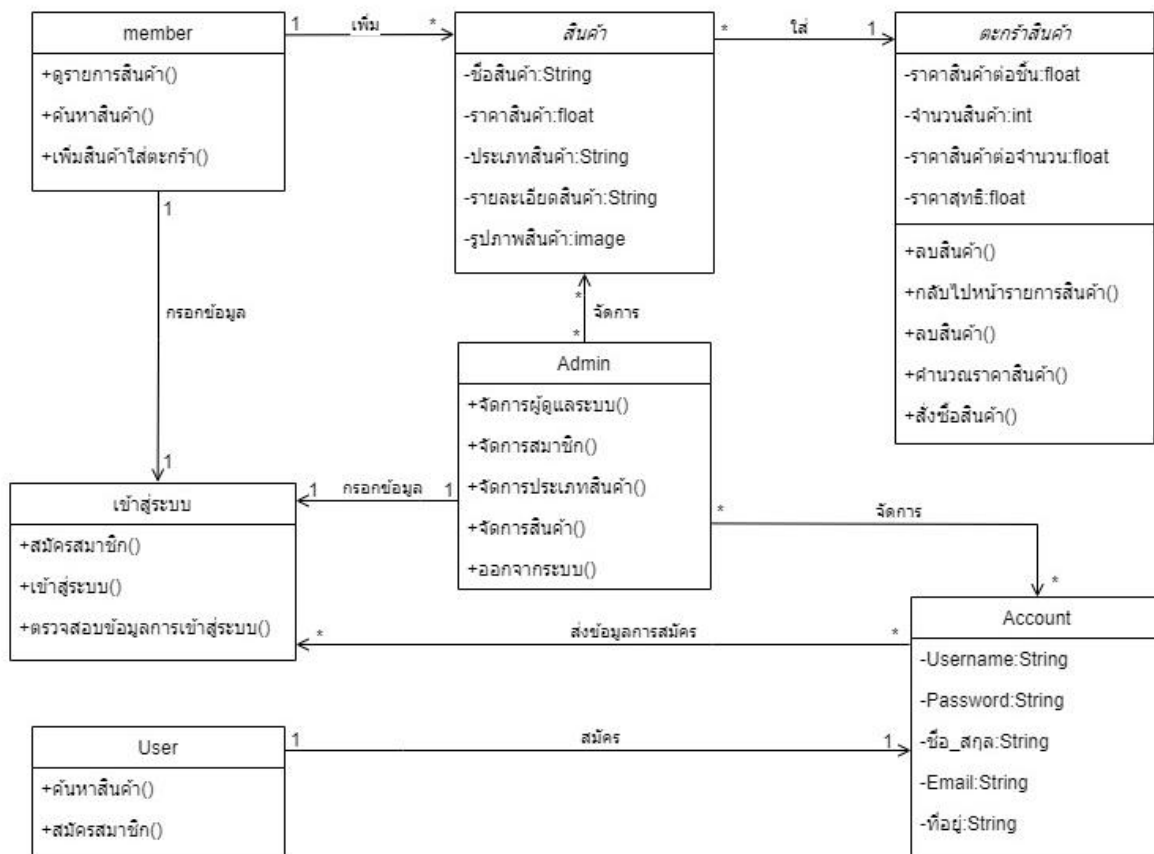 member
+ดูรายการสินค้า()
+ค้นหาสินค้า()
+เพิ่มสินค้าใส่ตะกร้า()
1 เพิ่ม *
สินค้า
-ชื่อสินค้า:String
-ราคาสินค้า:float
-ประเภทสินค้า:String
-รายละเอียดสินค้า:String
-รูปภาพสินค้า:image
* ใส่ 1
ตะกร้าสินค้า
-ราคาสินค้าต่อชิ้น:float
-จำนวนสินค้า:int
-ราคาสินค้าต่อจำนวน:float
-ราคาสุทธิ:float
+ลบสินค้า()
+กลับไปหน้ารายการสินค้า()
+ลบสินค้า()
+คำนวณราคาสินค้า()
+สั่งซื้อสินค้า()
1
กรอกข้อมูล
1
*
จัดการ
*
Admin
+จัดการผู้ดูแลระบบ()
+จัดการสมาชิก()
+จัดการประเภทสินค้า()
+จัดการสินค้า()
+ออกจากระบบ()
1 กรอกข้อมูล 1
เข้าสู่ระบบ
+สมัครสมาชิก()
+เข้าสู่ระบบ()
+ตรวจสอบข้อมูลการเข้าสู่ระบบ()
* จัดการ
*
* ส่งข้อมูลการสมัคร *
Account
-Username:String
-Password:String
-ชื่อ_สกุล:String
-Email:String
-ที่อยู่:String
User
+ค้นหาสินค้า()
+สมัครสมาชิก()
1 สมัคร 1